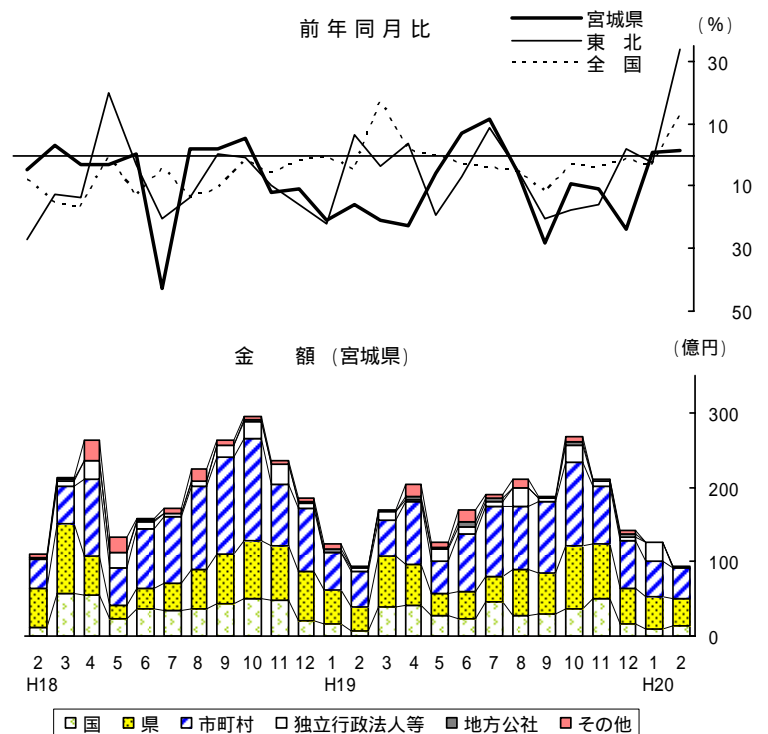 前年同月比
宮城県
東 北
全 国
(%)
30
10
10
30
50
金 額 (宮城県)
(億円)
300
200
100
0
2 3 4 5 6 7 8 9 10 11 12 1 2 3 4 5 6 7 8 9 10 11 12 1 2
H18 H19 H20
国 県 市町村 独立行政法人等 地方公社 その他